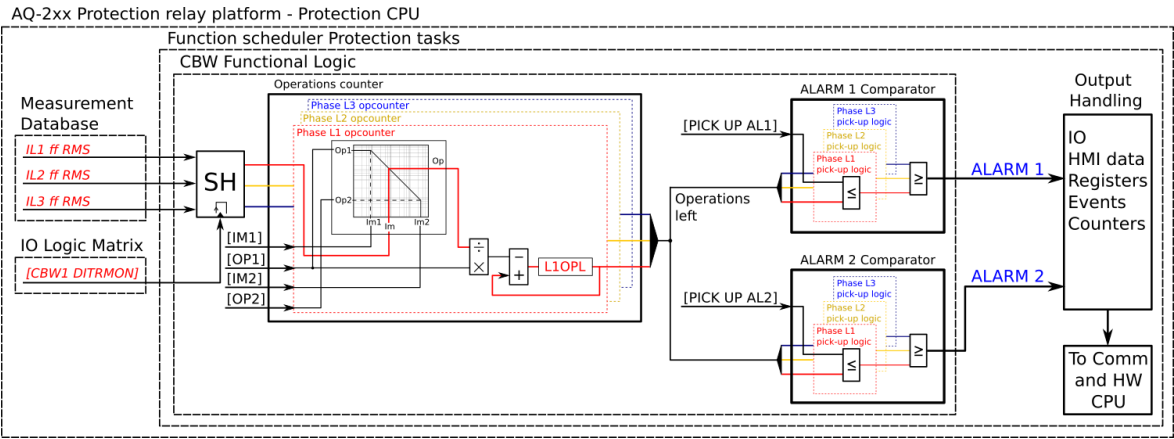 AQ-2xx Protection relay platform - Protection CPU
Function scheduler Protection tasks
CBW Functional Logic
Measurement
Database
IL1 ff RMS
IL2 ff RMS
IL3 ff RMS
IO Logic Matrix
[CBW1 DITRMON]
SH
Operations counter
Phase L3 opcounter
Phase L2 opcounter
Phase L1 opcounter
Op1
Op
Op2
Im1
Im
Im2
[IM1]
[OP1]
[IM2]
[OP2]
÷
×
-
+
L1OPL
Operations
left
ALARM 1 Comparator
[PICK UP AL1]
Phase L3
pick-up logic
Phase L2
pick-up logic
Phase L1
pick-up logic
≤
≥
ALARM 1
ALARM 2 Comparator
[PICK UP AL2]
Phase L3
pick-up logic
Phase L2
pick-up logic
Phase L1
pick-up logic
≤
≥
ALARM 2
Output
Handling
IO
HMI data
Registers
Events
Counters
To Comm
and HW
CPU